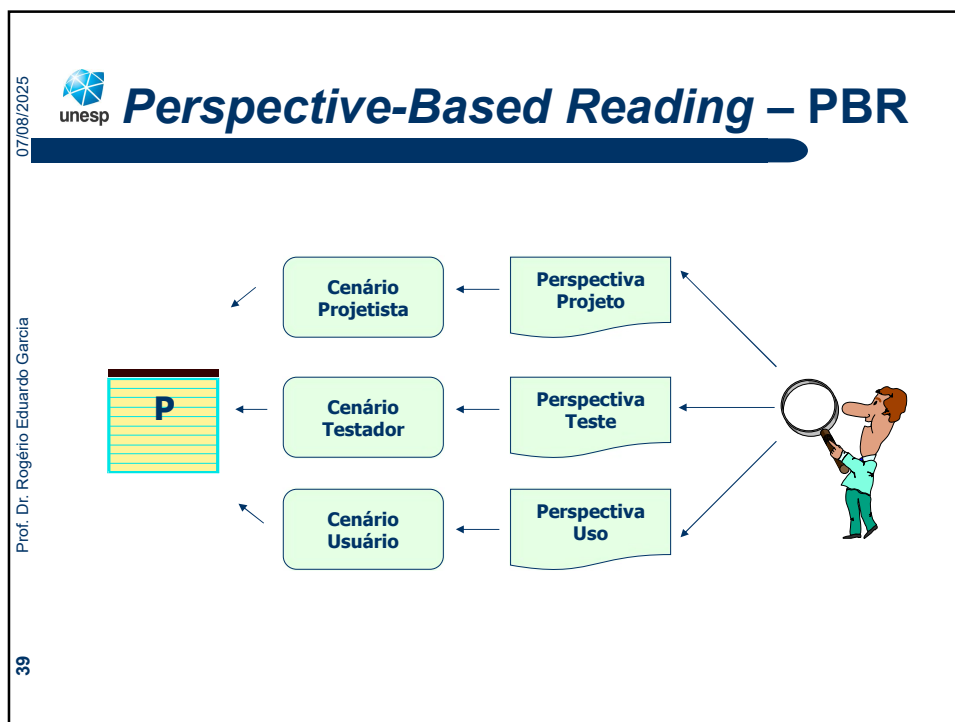 07/08/2025
unesp
Perspective-Based Reading – PBR
Cenário
Projetista
Perspectiva
Projeto
P
Cenário
Testador
Perspectiva
Teste
Cenário
Usuário
Perspectiva
Uso
Prof. Dr. Rogério Eduardo Garcia
39